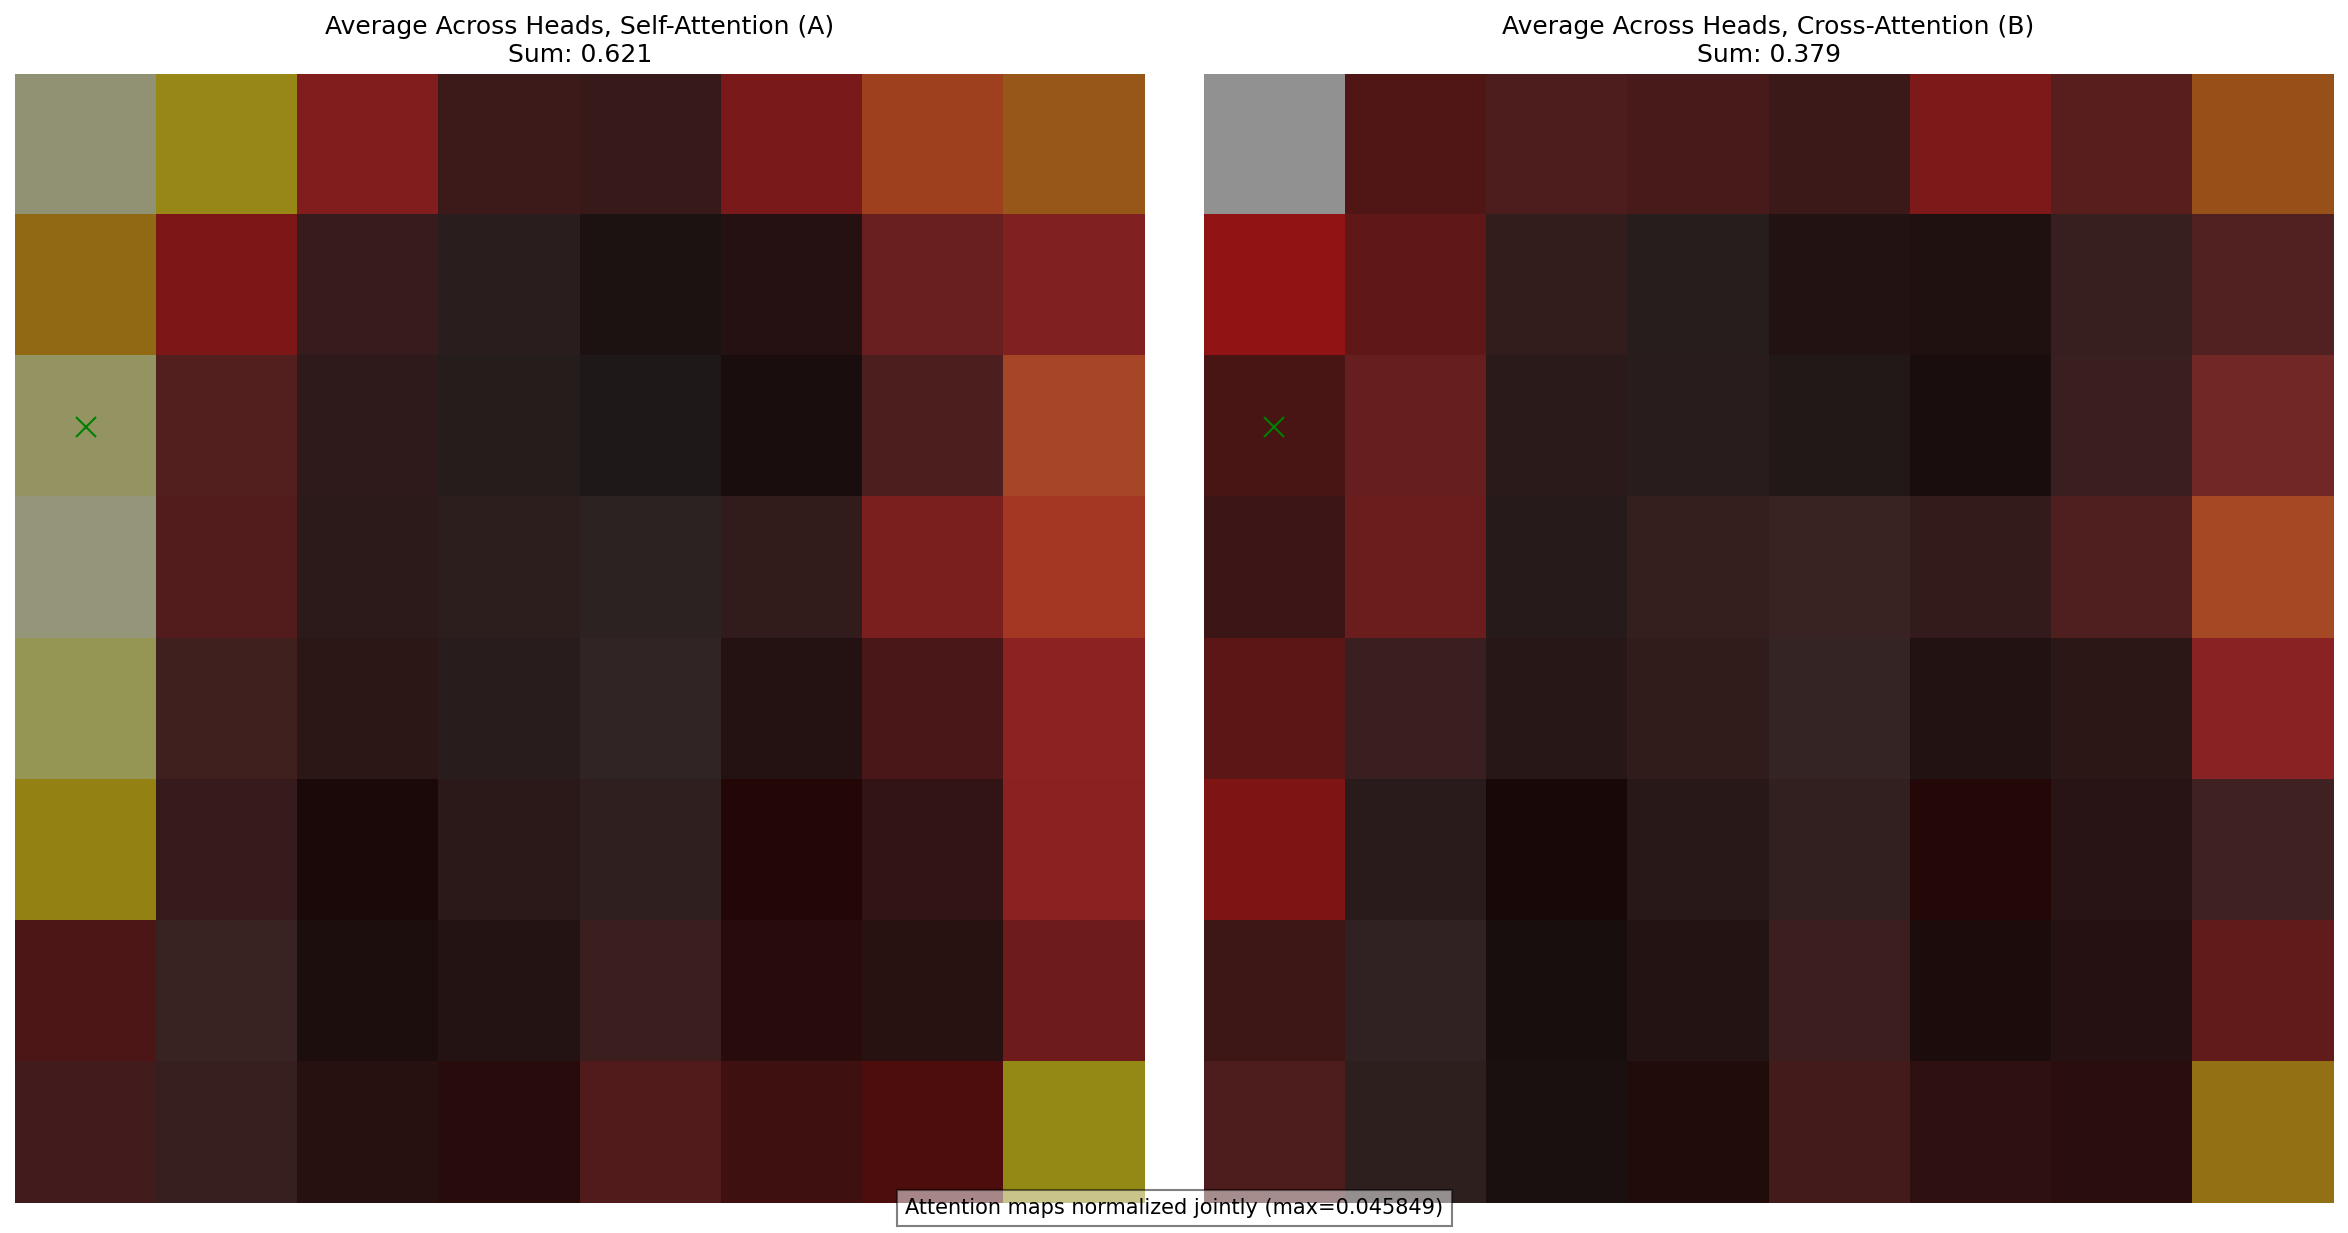 Average Across Heads, Self-Attention (A)
Sum: 0.621
Average Across Heads, Cross-Attention (B)
Sum: 0.379
Attention maps normalized jointly (max=0.045849)